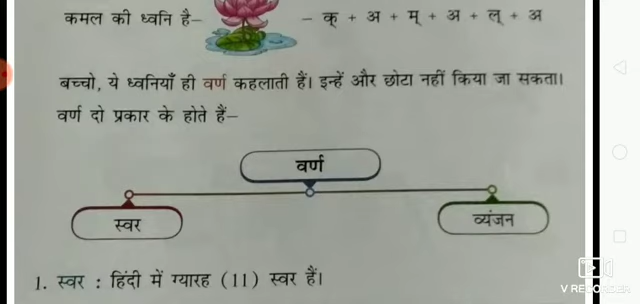 कमल की ध्वनि है– – क् + अ + म् + अ + ल् + अ
बच्चो, ये ध्वनियाँ ही वर्ण कहलाती हैं। इन्हें और छोटा नहीं किया जा सकता।
वर्ण दो प्रकार के होते हैं–
वर्ण
स्वर
व्यंजन
1. स्वर : हिंदी में ग्यारह (11) स्वर हैं।
V RECORDER